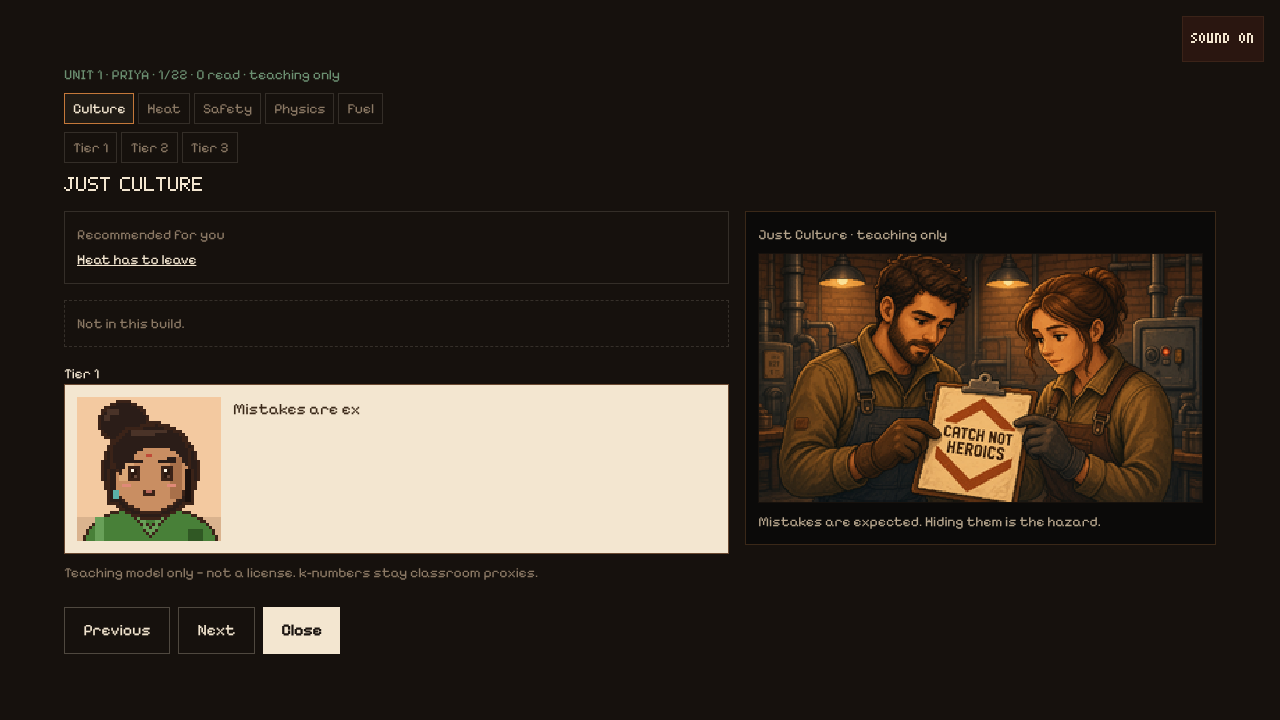 sound on
UNIT 1 · PRIYA · 1/22 · 0 read · teaching only
Culture Heat Safety Physics Fuel
Tier 1 Tier 2 Tier 3
JUST CULTURE
Recommended for you
Heat has to leave
Not in this build.
Tier 1
Mistakes are ex
Teaching model only – not a license. k-numbers stay classroom proxies.
Previous Next Close
Just Culture · teaching only
CATCH NOT
HEROICS
Mistakes are expected. Hiding them is the hazard.